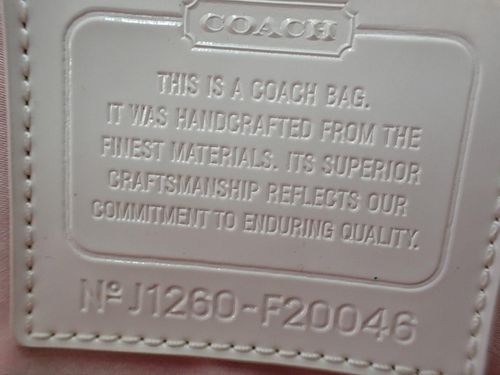 COACH
THIS IS A COACH BAG.
IT WAS HANDCRAFTED FROM THE
FINEST MATERIALS. ITS SUPERIOR
CRAFTSMANSHIP REFLECTS OUR
COMMITMENT TO ENDURING QUALITY.
Nº J1260-F20046